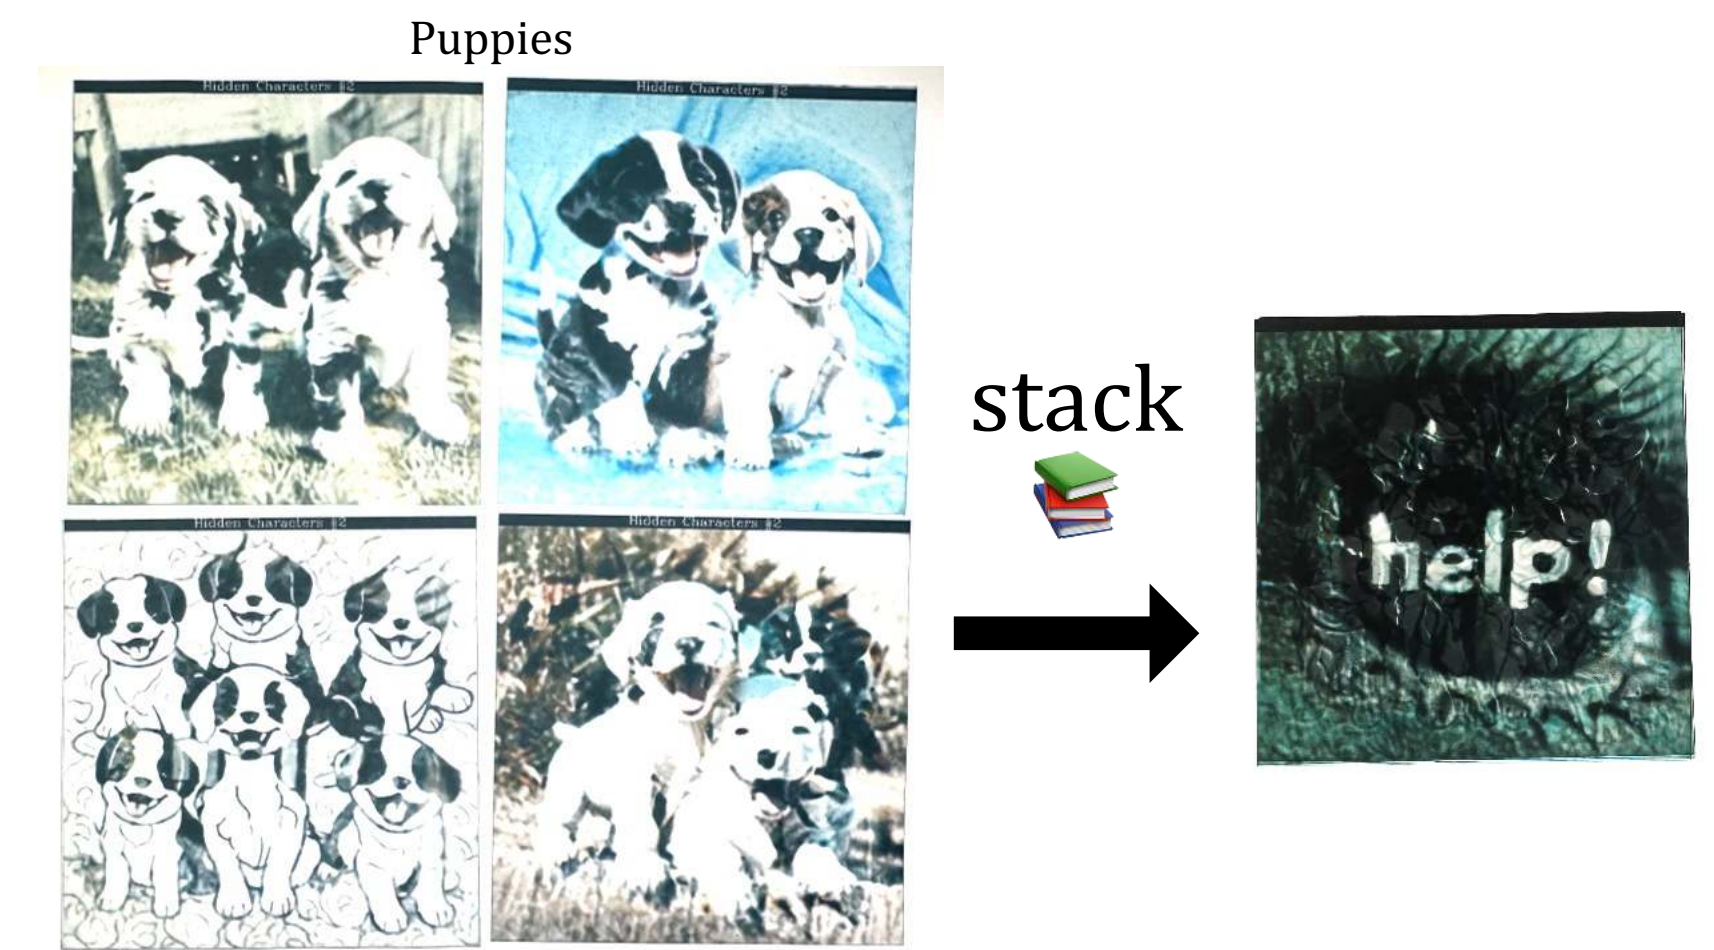 Puppies
Hidden Characters #2
Hidden Characters #2
Hidden Characters #2
Hidden Characters #2
stack
help!